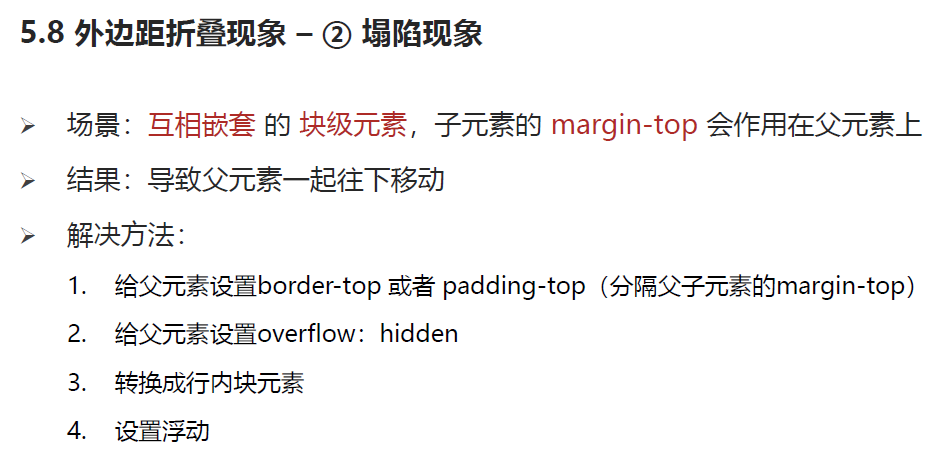 5.8 外边距折叠现象 – ② 塌陷现象
➢ 场景：互相嵌套 的 块级元素，子元素的 margin-top 会作用在父元素上
➢ 结果：导致父元素一起往下移动
➢ 解决方法：
1. 给父元素设置border-top 或者 padding-top（分隔父子元素的margin-top）
2. 给父元素设置overflow：hidden
3. 转换成行内块元素
4. 设置浮动